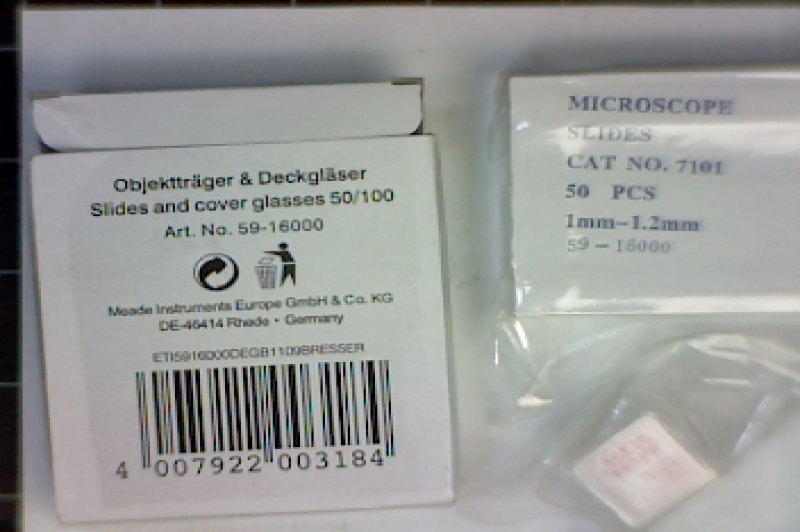 Objektträger & Deckgläser
Slides and cover glasses 50/100
Art. No. 59-16000
Meade Instruments Europe GmbH & Co. KG
DE-46414 Rhede • Germany
ETI5916000DEGB1109BRESSER
4 007922 003184
MICROSCOPE
SLIDES
CAT NO. 7101
50 PCS
1mm-1.2mm
59-16000